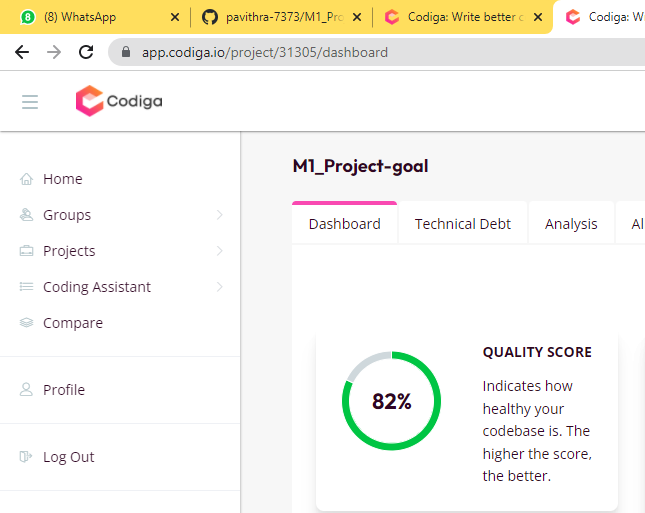 (8) WhatsApp
pavithra-7373/M1_Pro
Codiga: Write better c
Codiga: Wr
app.codiga.io/project/31305/dashboard
Codiga
Home
Groups
Projects
Coding Assistant
Compare
Profile
Log Out
M1_Project-goal
Dashboard
Technical Debt
Analysis
Al
82%
QUALITY SCORE
Indicates how
healthy your
codebase is. The
higher the score,
the better.